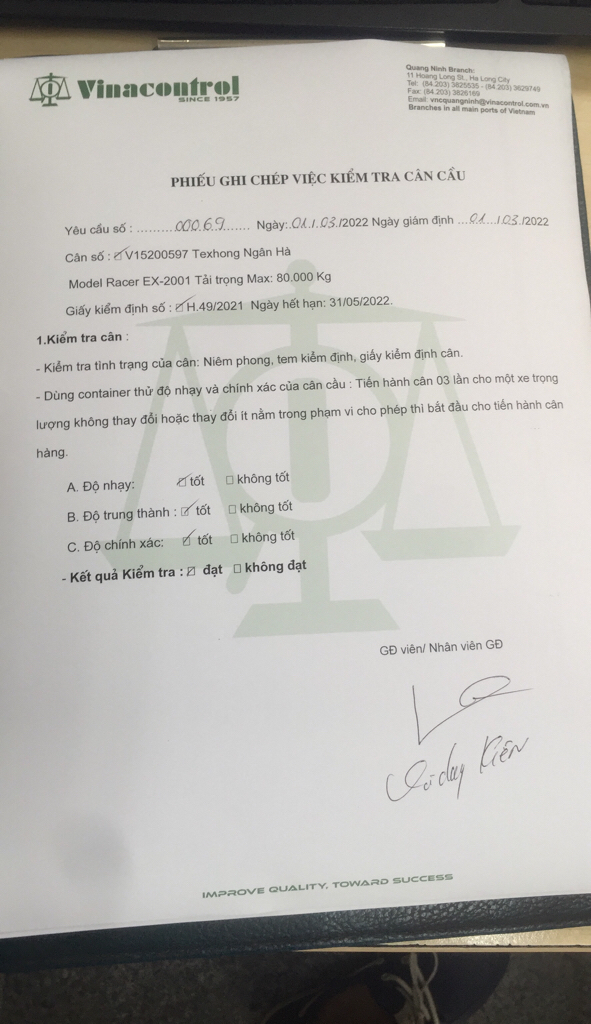 Vinacontrol
SINCE 1957
Quang Ninh Branch:
11 Hoang Long St., Ha Long City
Tel: (84.203) 3825535 - (84.203) 3629749
Fax: (84.203) 3826169
Email: vncquangninh@vinacontrol.com.vn
Branches in all main ports of Vietnam
PHIẾU GHI CHÉP VIỆC KIỂM TRA CÂN CẦU
Yêu cầu số : .........00069....... Ngày: 01/.03./2022 Ngày giám định ...01.../03./2022
Cân số : ☑ V15200597 Texhong Ngân Hà
Model Racer EX-2001 Tải trọng Max: 80.000 Kg
Giấy kiểm định số : ☑ H.49/2021 Ngày hết hạn: 31/05/2022.
1.Kiểm tra cân :
- Kiểm tra tình trạng của cân: Niêm phong, tem kiểm định, giấy kiểm định cân.
- Dùng container thử độ nhạy và chính xác của cân cầu : Tiến hành cân 03 lần cho một xe trọng
lượng không thay đổi hoặc thay đổi ít nằm trong phạm vi cho phép thì bắt đầu cho tiến hành cân
hàng.
A. Độ nhạy: ☑ tốt ☐ không tốt
B. Độ trung thành : ☑ tốt ☐ không tốt
C. Độ chính xác: ☑ tốt ☐ không tốt
- Kết quả Kiểm tra : ☑ đạt ☐ không đạt
GĐ viên/ Nhân viên GĐ
duy Kiên
IMPROVE QUALITY, TOWARD SUCCESS